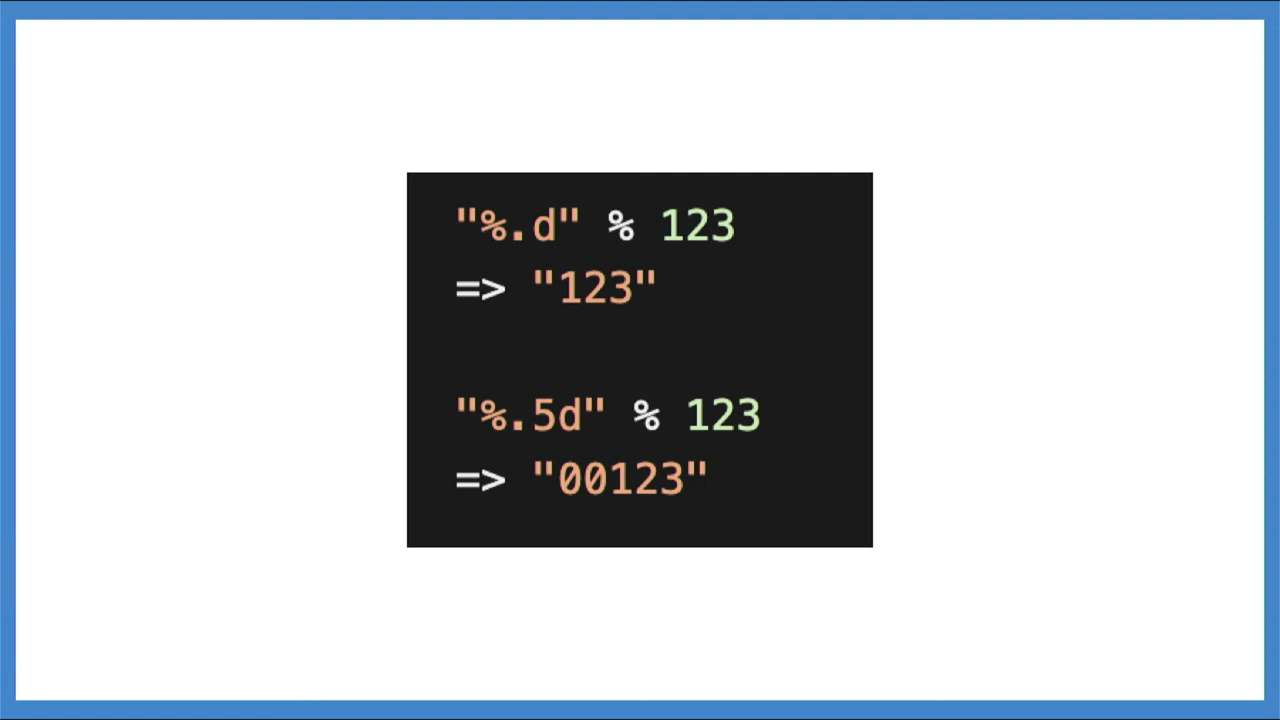 "%.d" % 123
=> "123"
"%.5d" % 123
=> "00123"